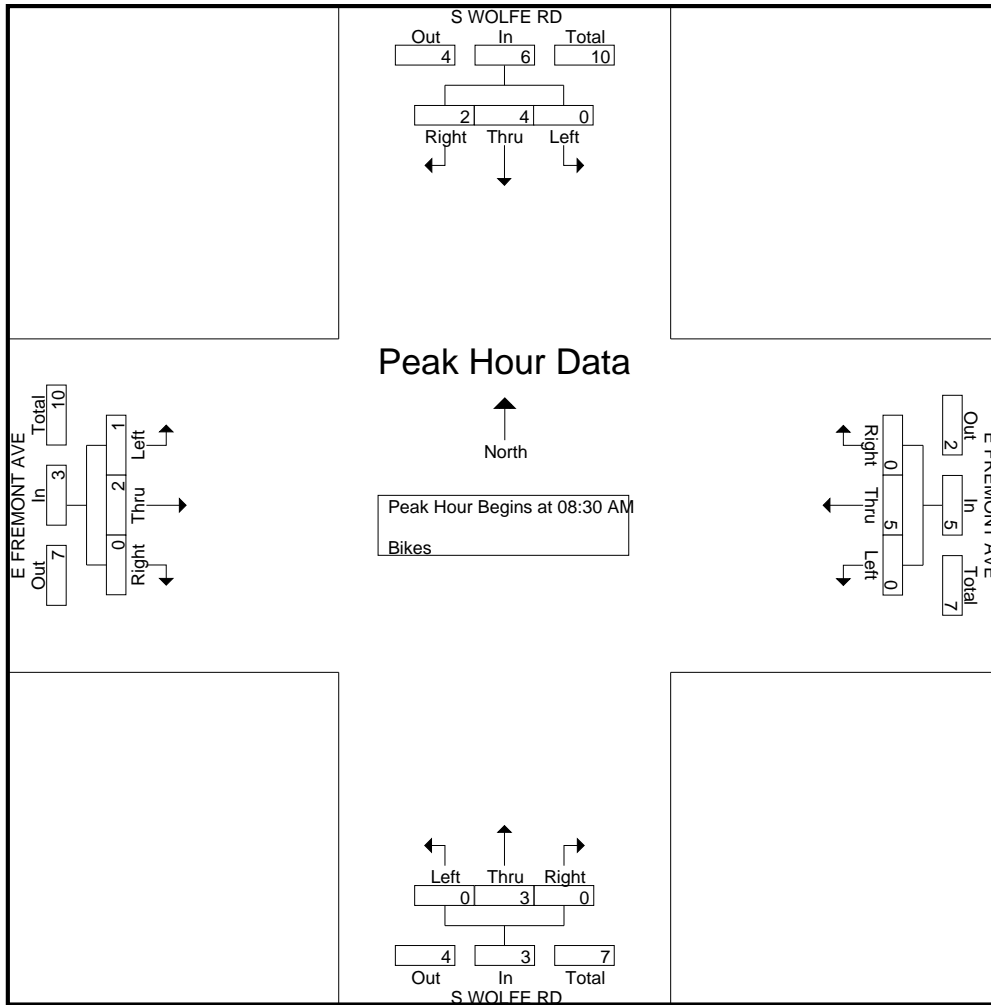 S WOLFE RD
Out In Total
4 6 10
2 4 0
Right Thru Left
Peak Hour Data
North
Peak Hour Begins at 08:30 AM
Bikes
E FREMONT AVE
Out In Total
7 3 10
Left Thru Right
1 2 0
E FREMONT AVE
Out In Total
2 5 7
Right Thru Left
0 5 0
Left Thru Right
0 3 0
4 3 7
Out In Total
S WOLFE RD